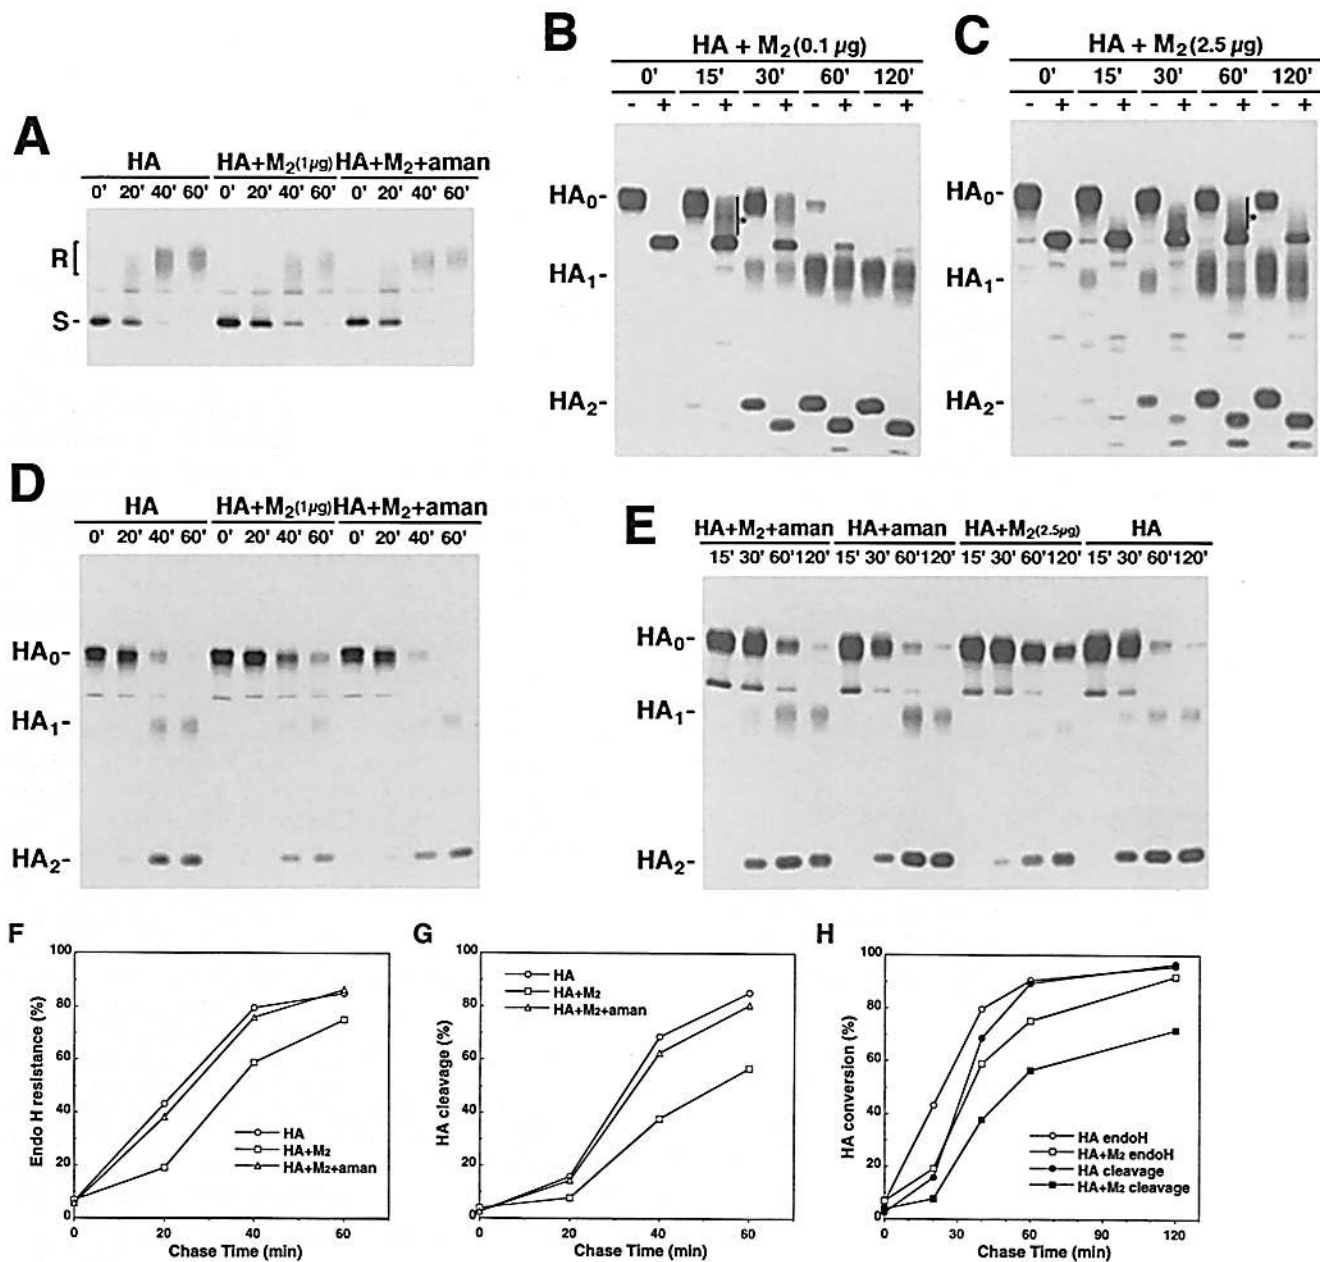 A
HA HA+M2(1µg) HA+M2+aman
0' 20' 40' 60' 0' 20' 40' 60' 0' 20' 40' 60'
R
S-
B
HA + M2 (0.1 µg)
0' 15' 30' 60' 120'
- + - + - + - + - +
HA0-
HA1-
HA2-
C
HA + M2 (2.5 µg)
0' 15' 30' 60' 120'
- + - + - + - + - +
HA0-
HA1-
HA2-
D
HA HA+M2(1µg) HA+M2+aman
0' 20' 40' 60' 0' 20' 40' 60' 0' 20' 40' 60'
HA0-
HA1-
HA2-
E
HA+M2+aman HA+aman HA+M2(2.5µg) HA
15' 30' 60' 120' 15' 30' 60' 120' 15' 30' 60' 120' 15' 30' 60' 120'
HA0-
HA1-
HA2-
F
Endo H resistance (%)
100
80
60
40
20
0
HA
HA+M2
HA+M2+aman
0 20 40 60
Chase Time (min)
G
HA cleavage (%)
100
80
60
40
20
0
HA
HA+M2
HA+M2+aman
0 20 40 60
Chase Time (min)
H
HA conversion (%)
100
80
60
40
20
0
HA endoH
HA+M2 endoH
HA cleavage
HA+M2 cleavage
0 30 60 90 120
Chase Time (min)